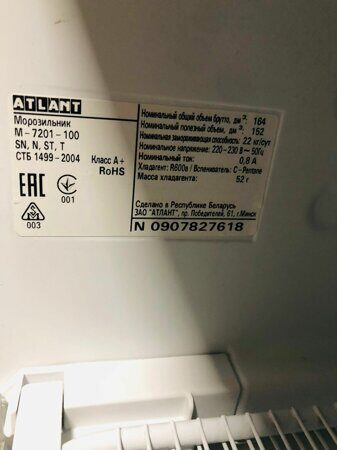 ATLANT
Морозильник
М-7201-100
SN, N, ST, T
СТБ 1499-2004
Класс А+
RoHS
EAC
001
003
Номинальный общий объем брутто, дм³. 164
Номинальный полезный объем, дм³. 152
Номинальная замораживающая способность: 22 кг/сут
Номинальное напряжение: 220-230 В~ 50Гц
Номинальный ток: 0,8 А
Хладагент: R600a / Вспениватель: C-Pentane
Масса хладагента: 52 г
Сделано в Республике Беларусь
ЗАО "АТЛАНТ", пр. Победителей, 61, г.Минск
N 0907827618